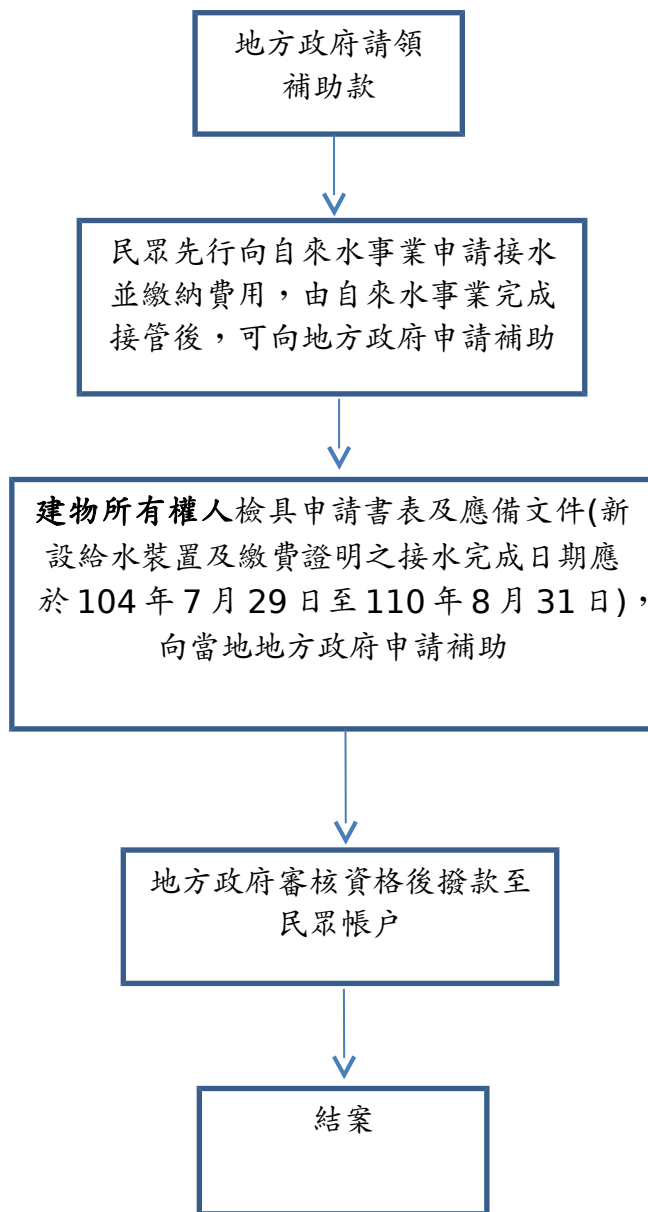 地方政府請領
補助款
民眾先行向自來水事業申請接水
並繳納費用，由自來水事業完成
接管後，可向地方政府申請補助
建物所有權人檢具申請書表及應備文件(新
設給水裝置及繳費證明之接水完成日期應
於 104 年 7 月 29 日至 110 年 8 月 31 日)，
向當地地方政府申請補助
地方政府審核資格後撥款至
民眾帳戶
結案